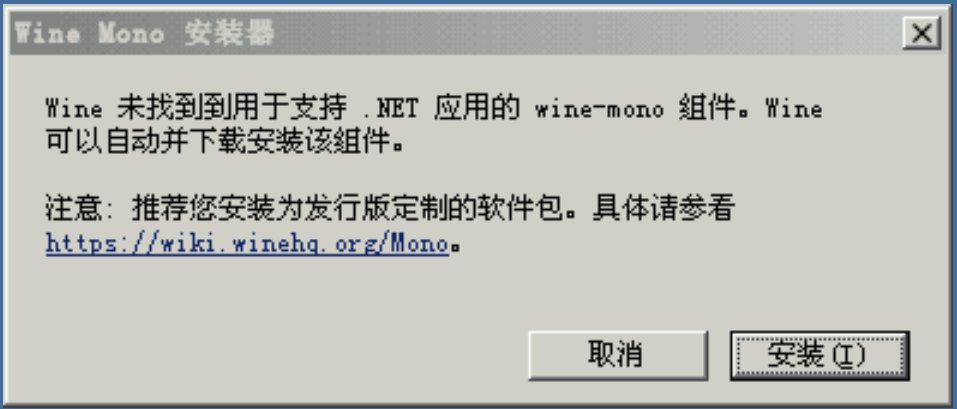 Wine Mono 安装器
Wine 未找到到用于支持 .NET 应用的 wine-mono 组件。Wine
可以自动并下载安装该组件。
注意: 推荐您安装为发行版定制的软件包。具体请参看
https://wiki.winehq.org/Mono。
取消
安装(I)